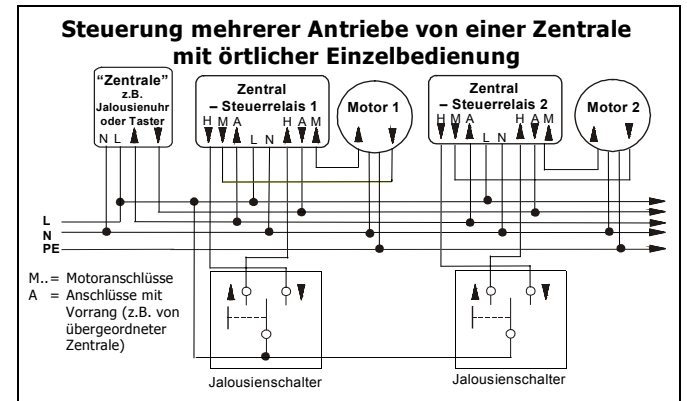 Steuerung mehrerer Antriebe von einer Zentrale
mit örtlicher Einzelbedienung
“Zentrale”
z.B.
Jalousienuhr
oder Taster
N L
Zentral
– Steuerrelais 1
H M A L N H A M
Motor 1
Zentral
– Steuerrelais 2
H M A L N H A M
Motor 2
L
N
PE
M..= Motoranschlüsse
A = Anschlüsse mit
Vorrang (z.B. von
übergeordneter
Zentrale)
Jalousienschalter
Jalousienschalter